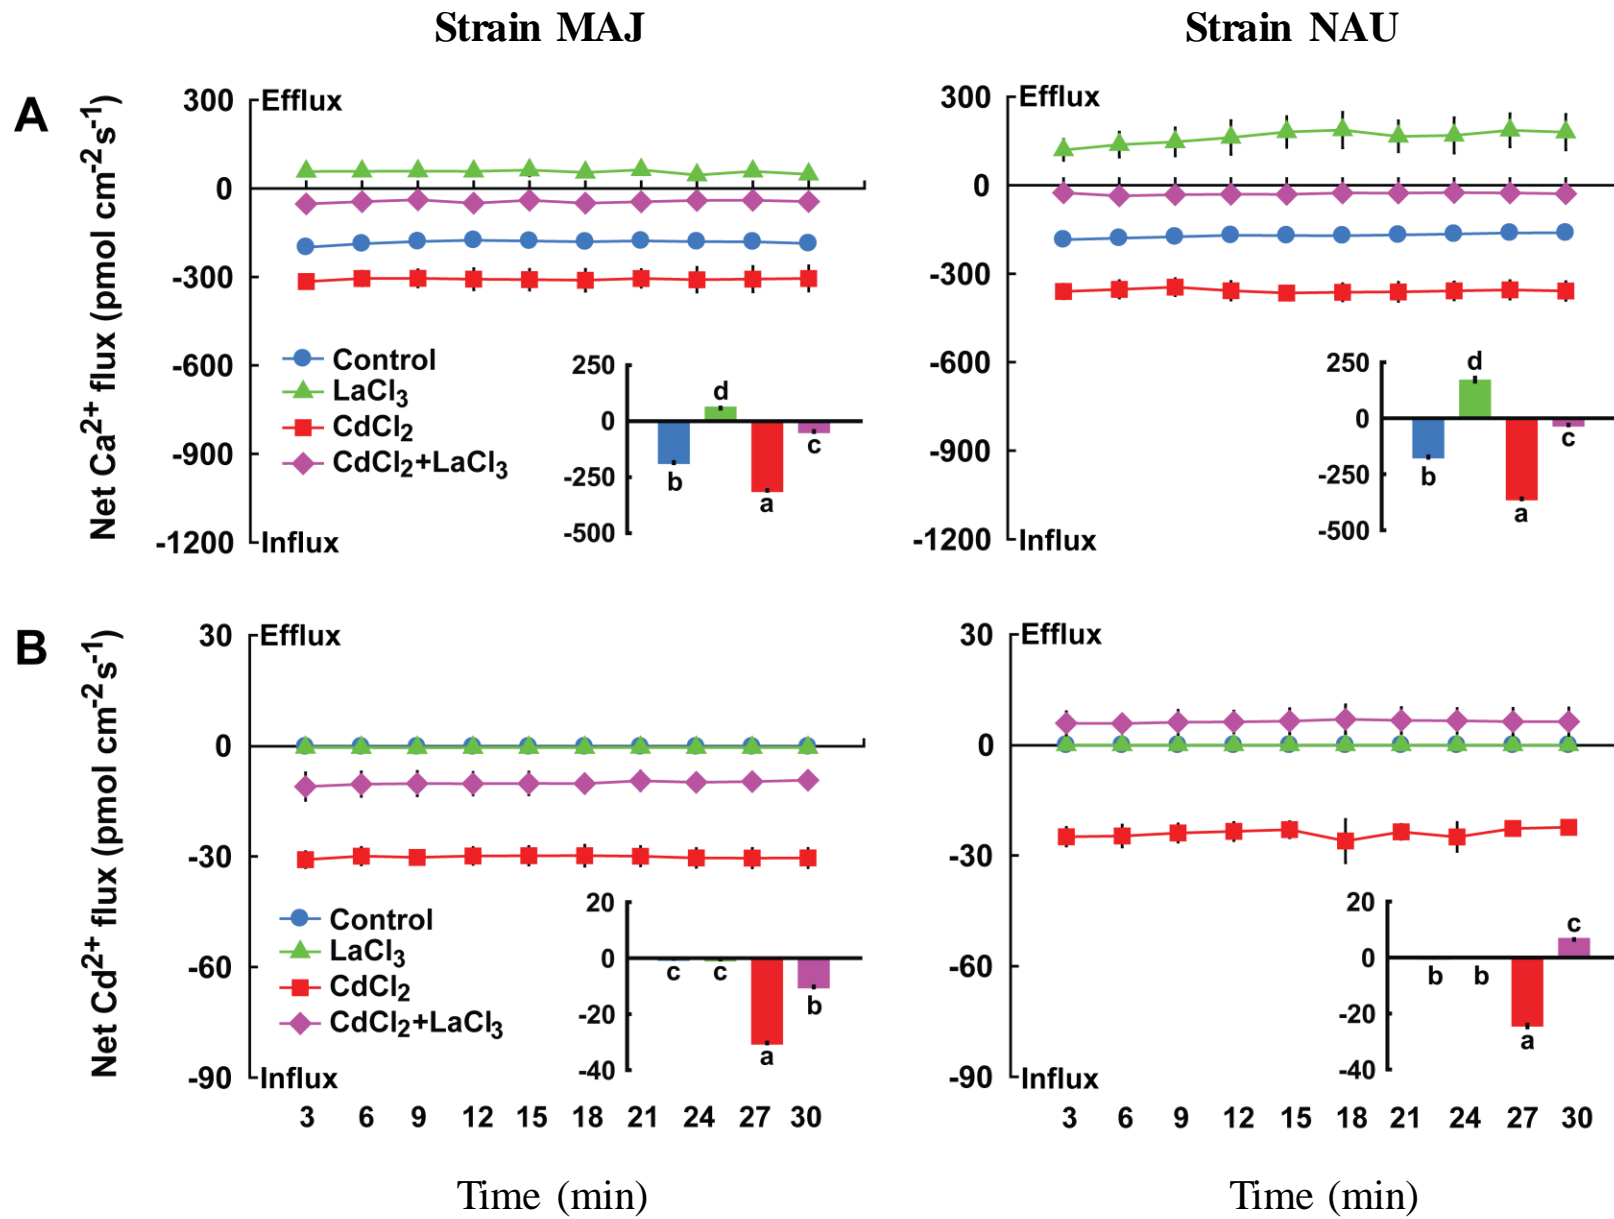 Strain MAJ
Strain NAU
A
Net Ca2+ flux (pmol cm-2s-1)
300
Efflux
0
-300
-600
-900
-1200
Influx
Control
LaCl3
CdCl2
CdCl2+LaCl3
250
0
-250
-500
b
d
a
c
300
Efflux
0
-300
-600
-900
-1200
Influx
250
0
-250
-500
b
d
a
c
B
Net Cd2+ flux (pmol cm-2s-1)
30
Efflux
0
-30
-60
-90
Influx
Control
LaCl3
CdCl2
CdCl2+LaCl3
20
0
-20
-40
c
c
a
b
3 6 9 12 15 18 21 24 27 30
Time (min)
30
Efflux
0
-30
-60
-90
Influx
20
0
-20
-40
b
b
a
c
3 6 9 12 15 18 21 24 27 30
Time (min)